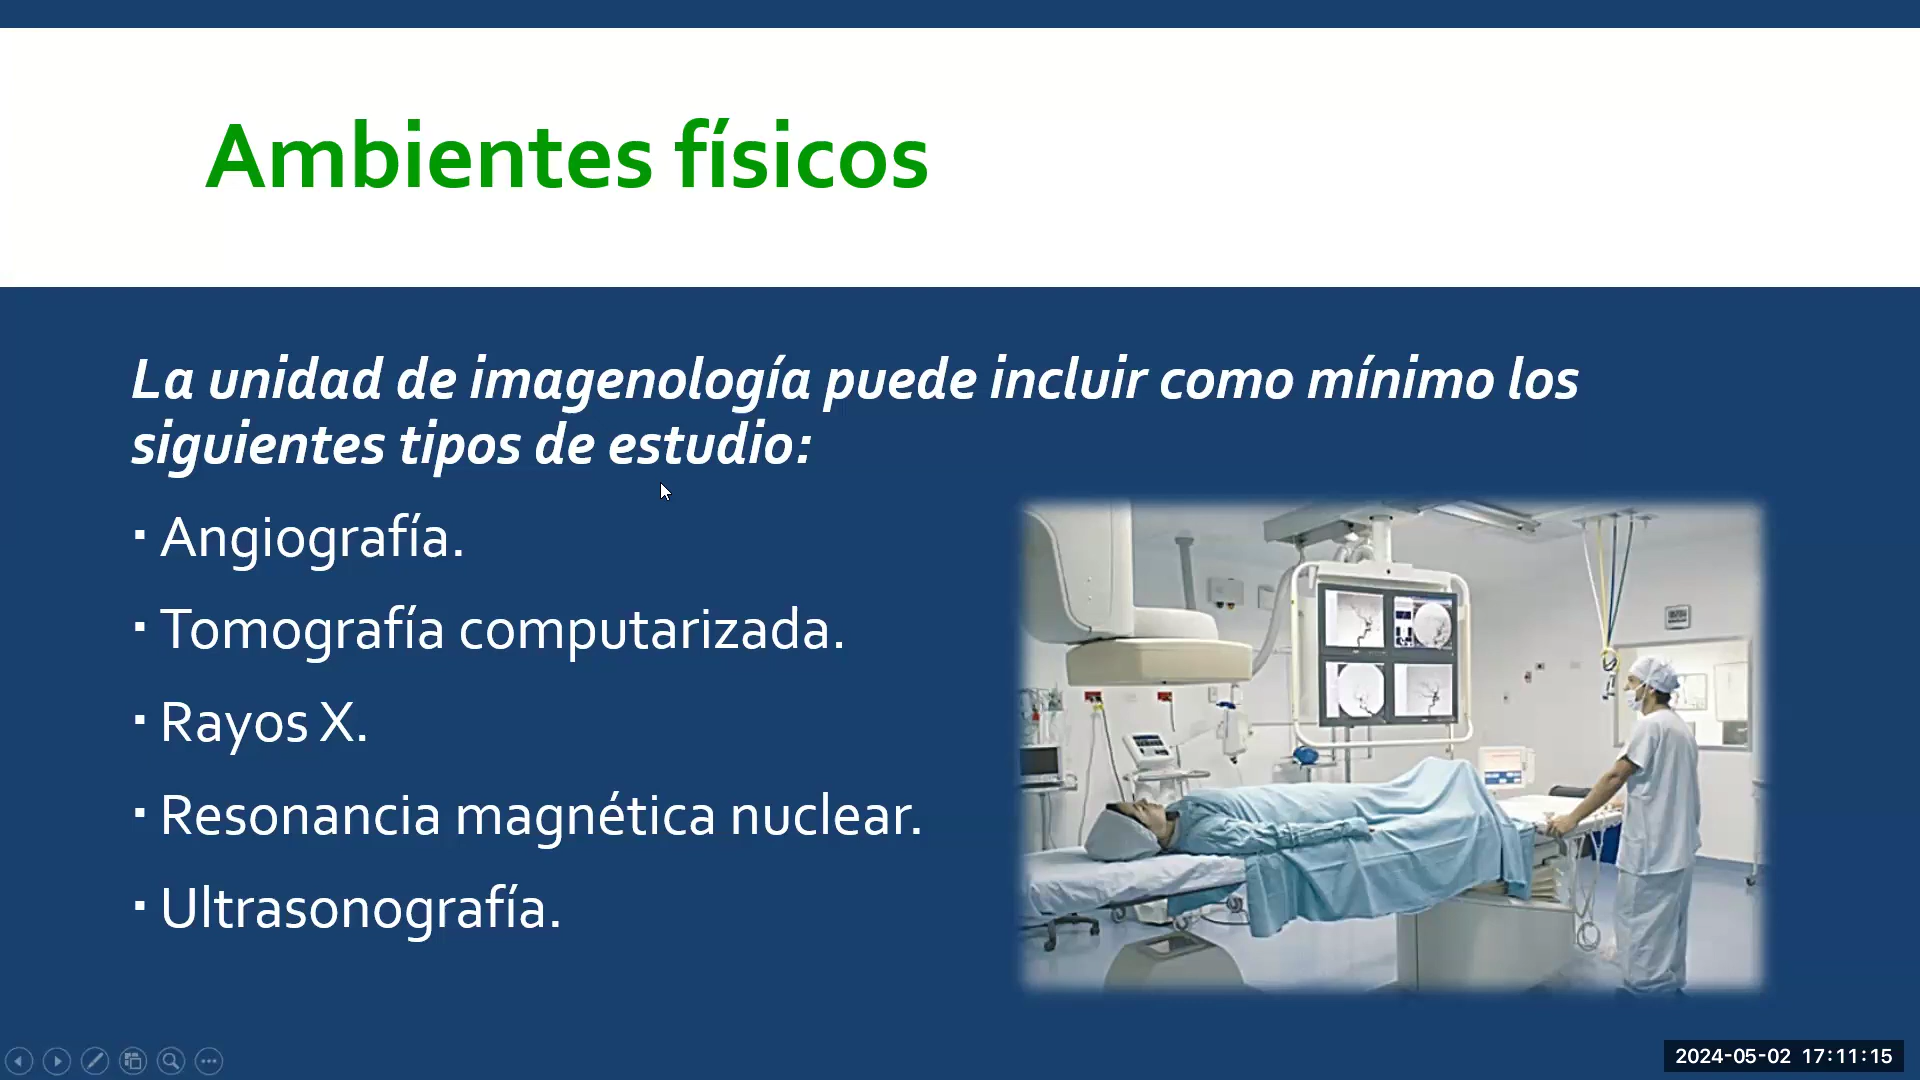 Ambientes físicos
La unidad de imagenología puede incluir como mínimo los
siguientes tipos de estudio:
▪ Angiografía.
▪ Tomografía computarizada.
▪ Rayos X.
▪ Resonancia magnética nuclear.
▪ Ultrasonografía.
2024-05-02 17:11:15